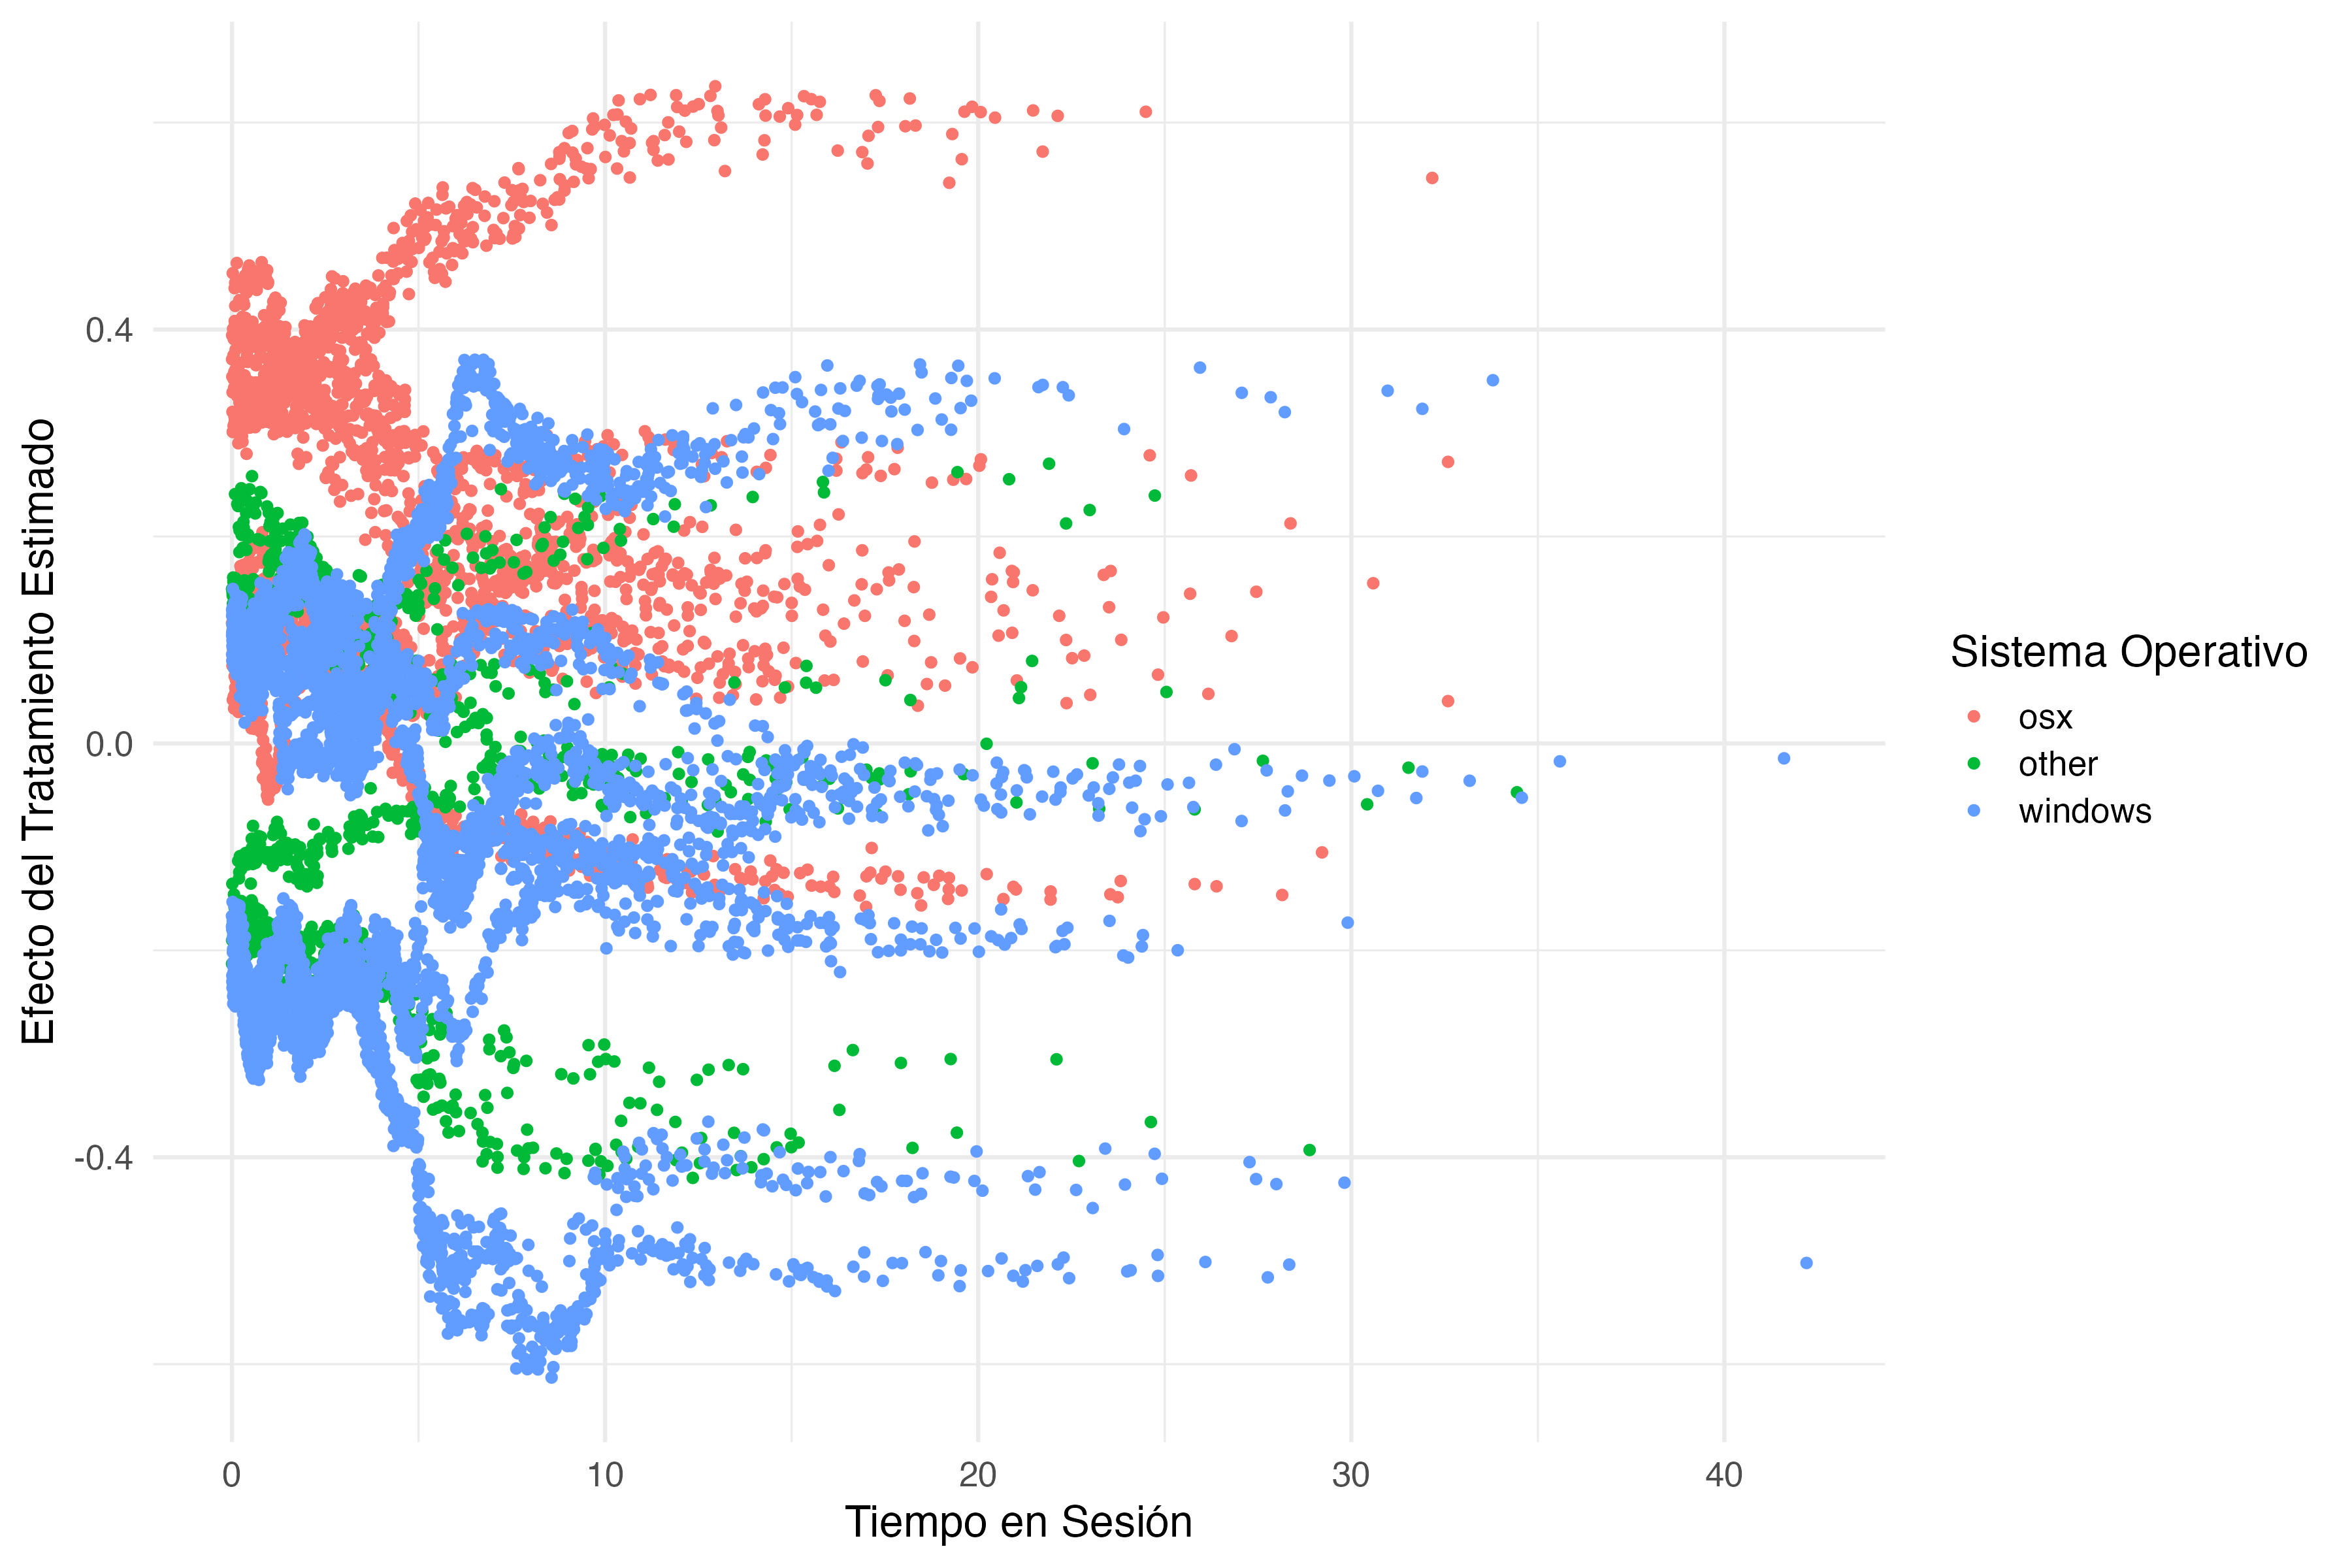 Efecto del Tratamiento Estimado
0.4
0.0
-0.4
0
10
20
30
40
Tiempo en Sesión
Sistema Operativo
osx
other
windows